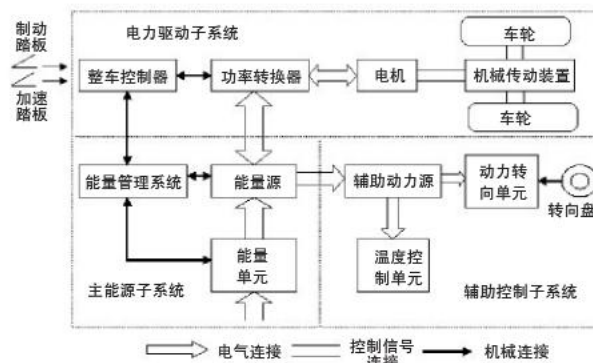 制动
踏板
加速
踏板
电力驱动子系统
整车控制器
功率转换器
电机
机械传动装置
车轮
车轮
能量管理系统
能量源
辅助动力源
动力转
向单元
转向盘
能量
单元
温度控
制单元
主能源子系统
辅助控制子系统
电气连接
控制信号
连接
机械连接